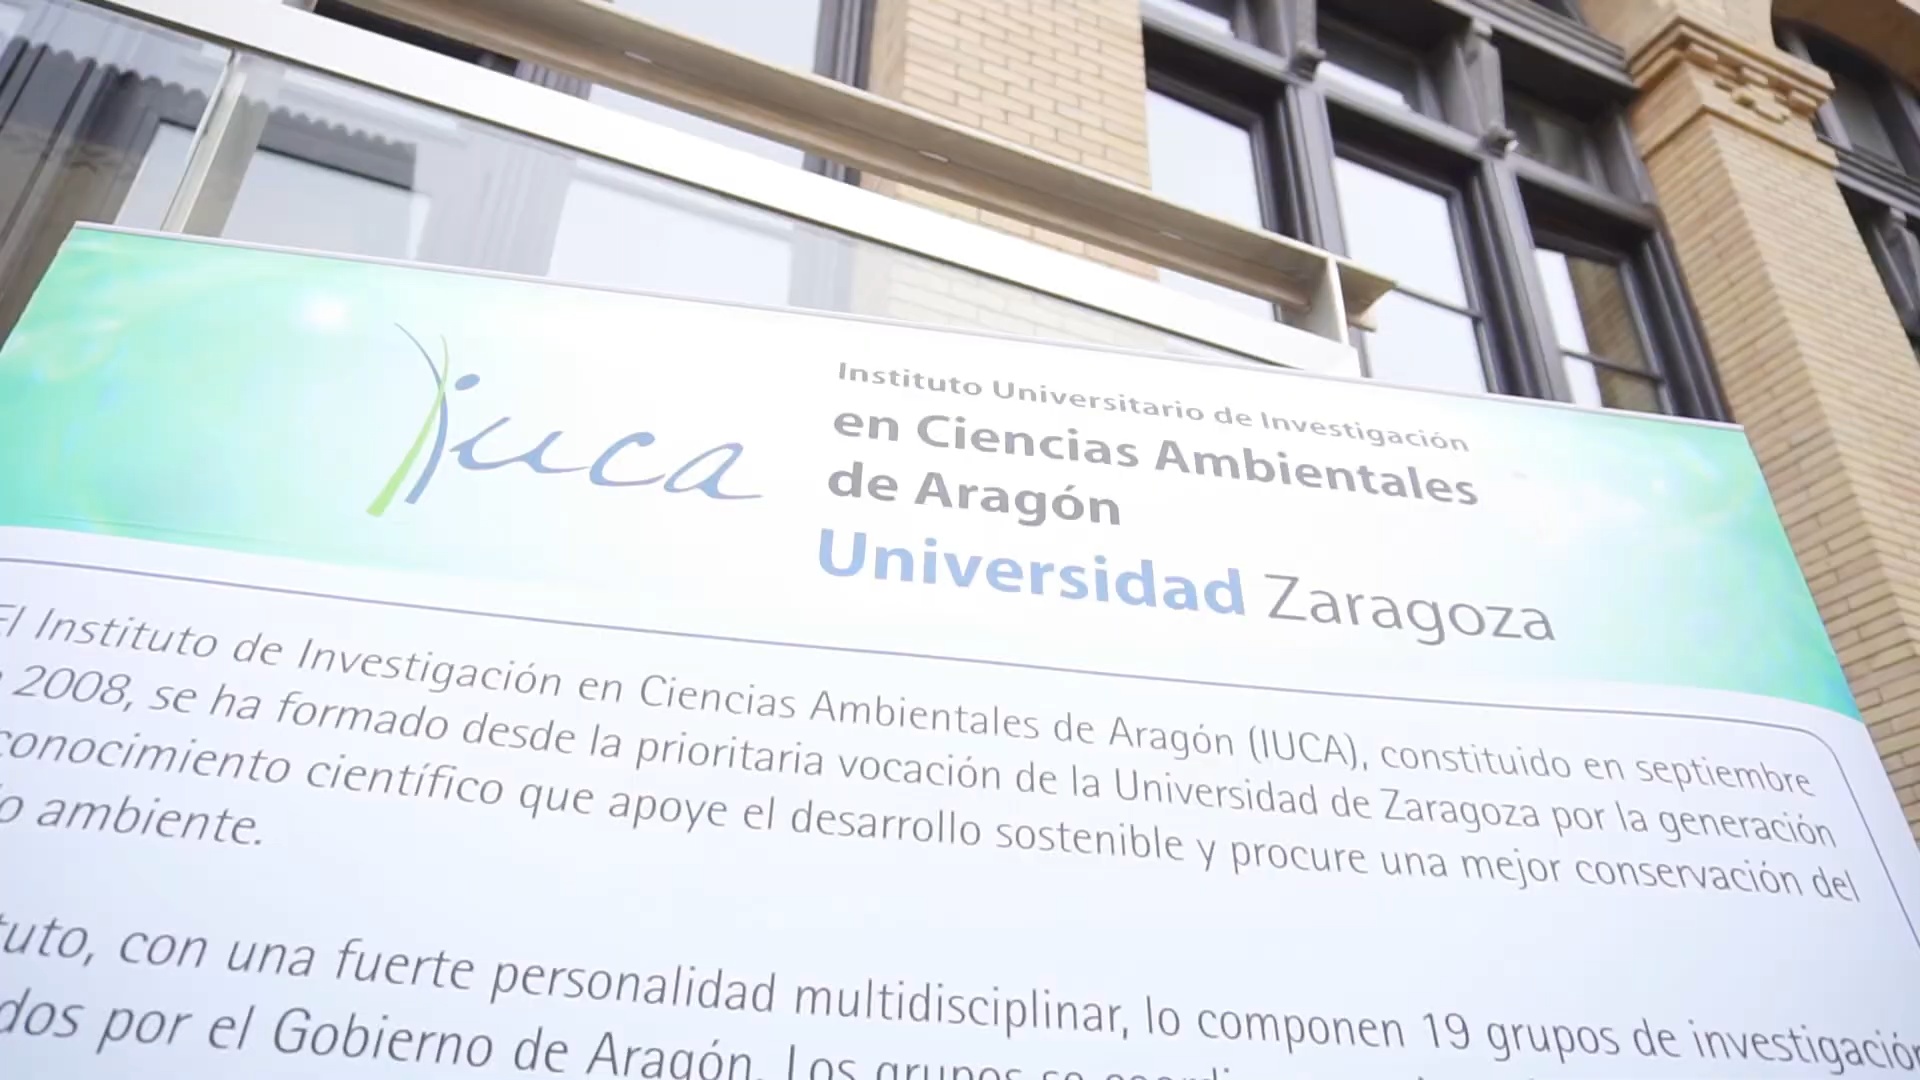 iuca
Instituto Universitario de Investigación
en Ciencias Ambientales
de Aragón
Universidad Zaragoza
El Instituto de Investigación en Ciencias Ambientales de Aragón (IUCA), constituido en septiembre
2008, se ha formado desde la prioritaria vocación de la Universidad de Zaragoza por la generación
conocimiento científico que apoye el desarrollo sostenible y procure una mejor conservación del
ambiente.
con una fuerte personalidad multidisciplinar, lo componen 19 grupos de investigación
por el Gobierno de Aragón. Los grupos se